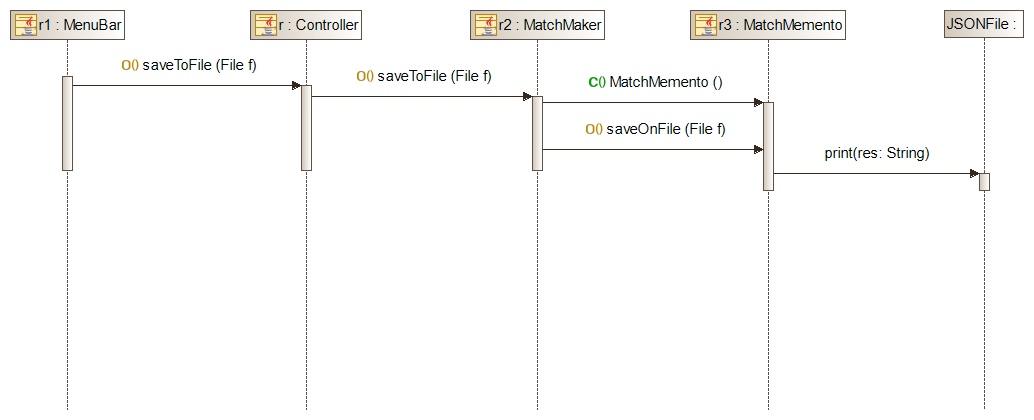 r1 : MenuBar
r : Controller
r2 : MatchMaker
r3 : MatchMemento
JSONFile :
O() saveToFile (File f)
O() saveToFile (File f)
C() MatchMemento ()
O() saveOnFile (File f)
print(res: String)